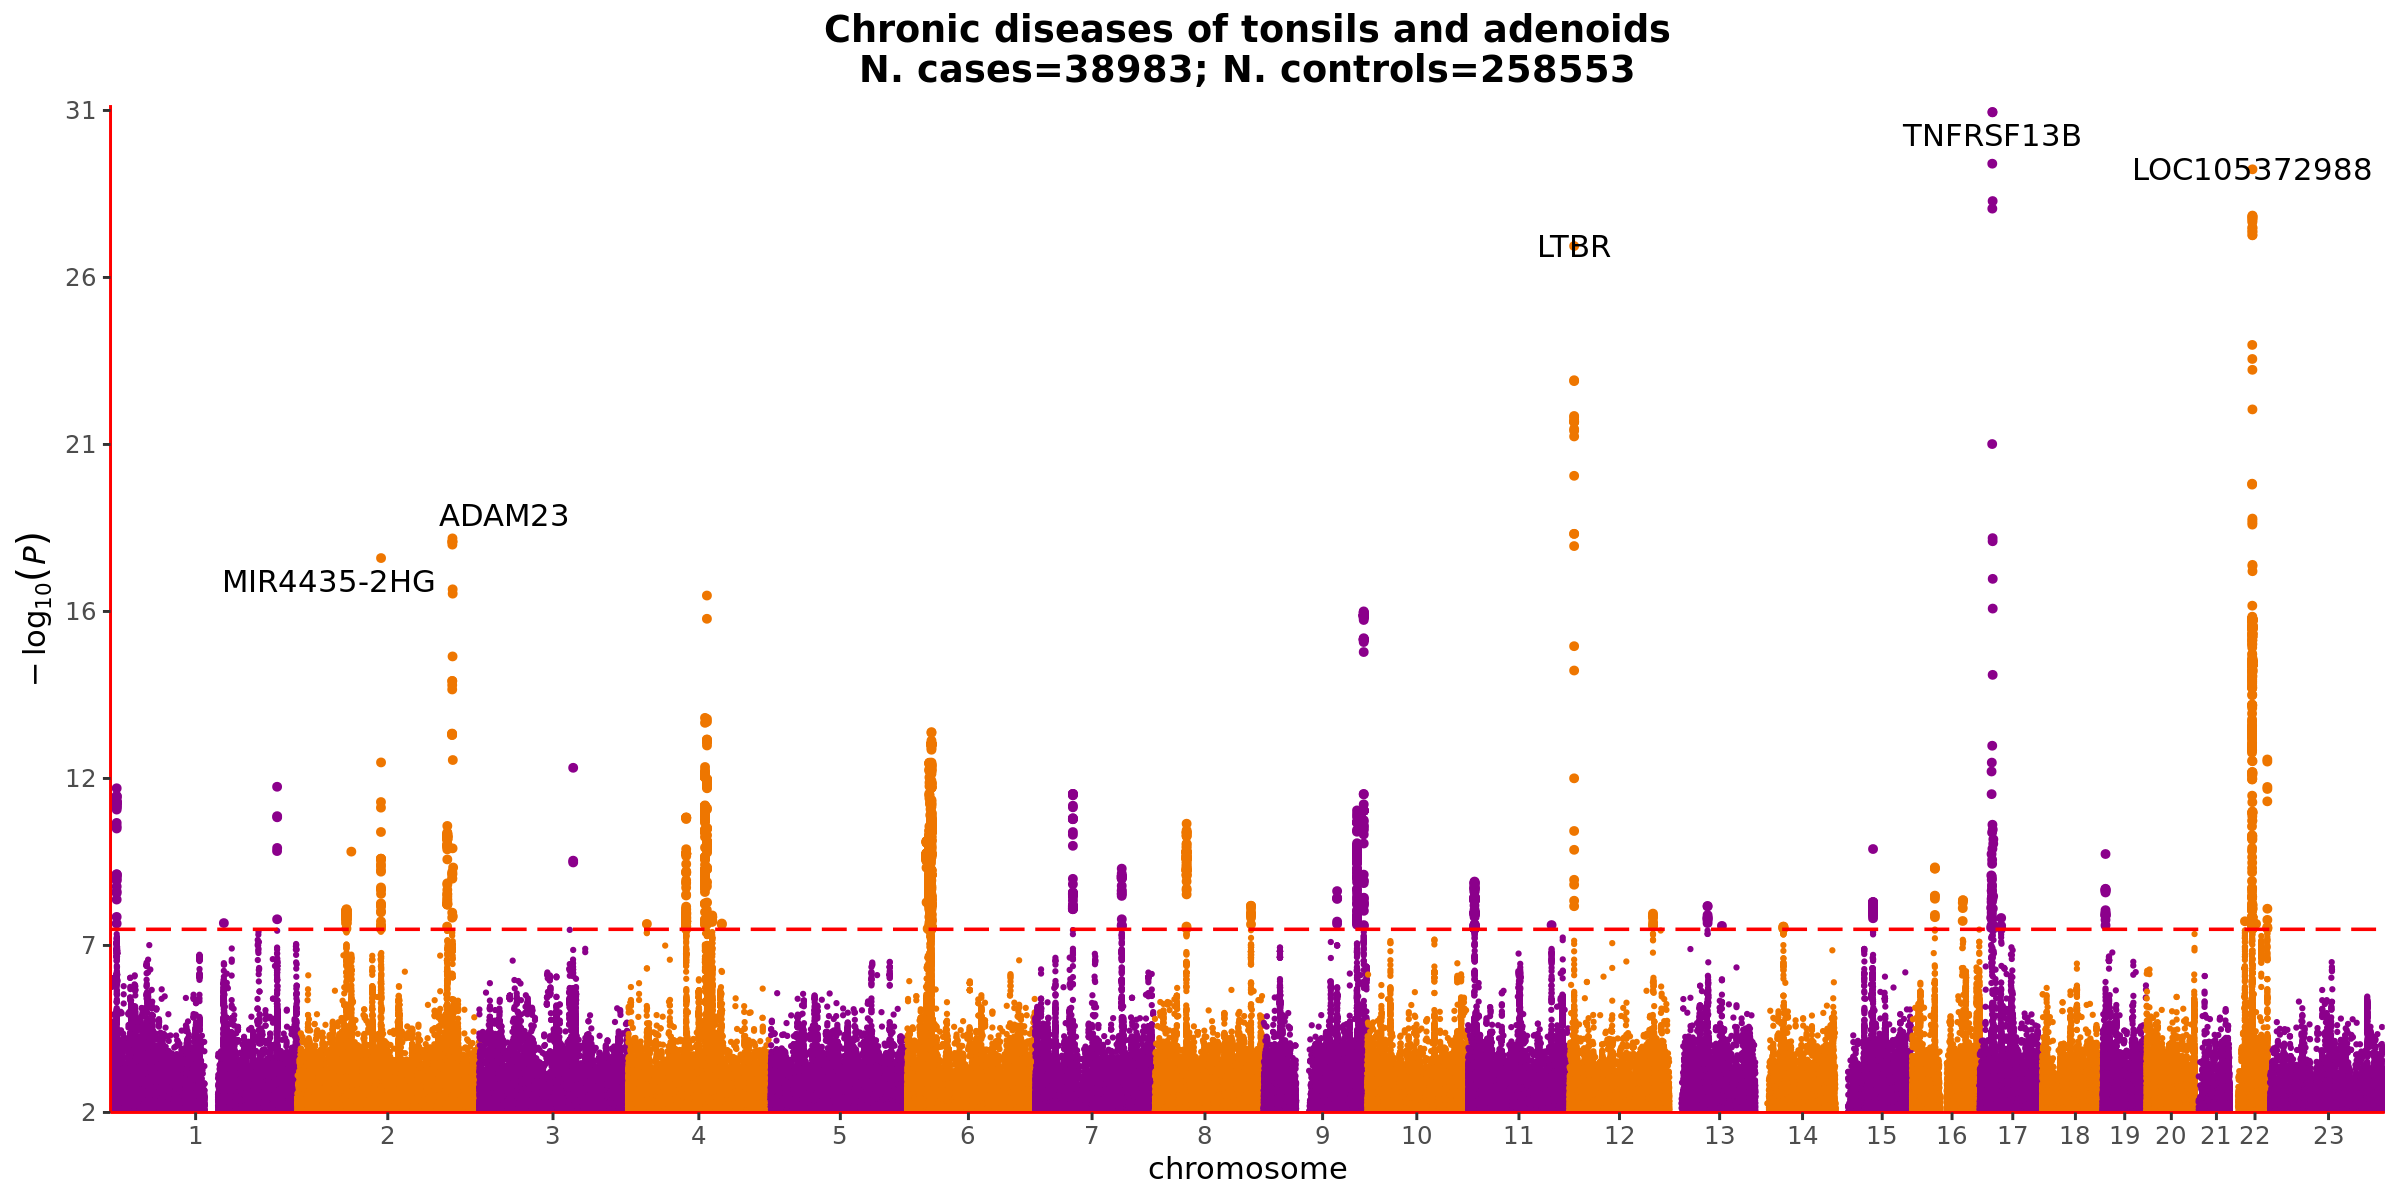 Chronic diseases of tonsils and adenoids
N. cases=38983; N. controls=258553
31
TNFRSF13B
LOC105372988
LTBR
26
21
ADAM23
MIR4435-2HG
16
12
7
2
− log10(P)
1 2 3 4 5 6 7 8 9 10 11 12 13 14 15 16 17 18 19 20 21 22 23
chromosome